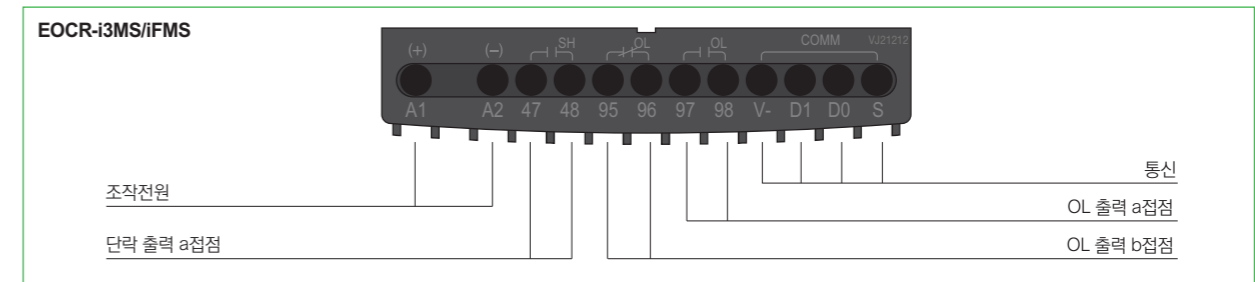 EOCR-i3MS/iFMS
(+) (−) SH OL OL COMM VJ21212
A1 A2 47 48 95 96 97 98 V- D1 D0 S
통신
조작전원
OL 출력 a접점
단락 출력 a접점
OL 출력 b접점